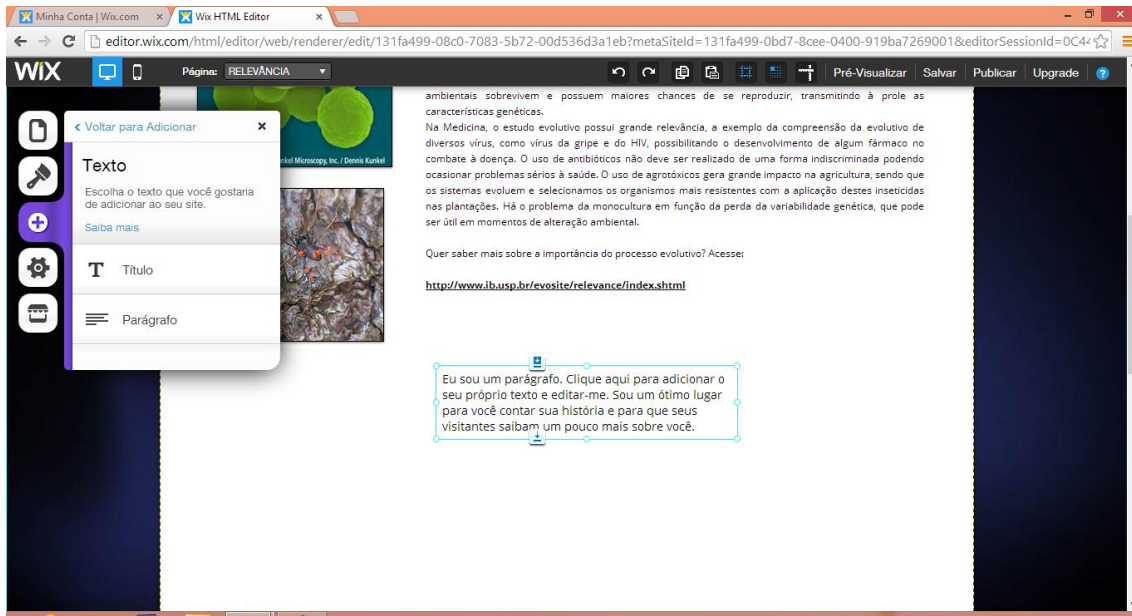 Minha Conta | Wix.com
Wix HTML Editor
editor.wix.com/html/editor/web/renderer/edit/131fa499-08c0-7083-5b72-00d536d3a1eb?metaSiteId=131fa499-0bd7-8cee-0400-919ba7269001&editorSessionId=0C44
WiX
Página:
RELEVÂNCIA
Pré-Visualizar
Salvar
Publicar
Upgrade
?
Voltar para Adicionar
Texto
Escolha o texto que você gostaria
de adicionar ao seu site.
Saiba mais
T Título
Parágrafo
nkel Microscopy, Inc. / Dennis Kunkel
ambientais sobrevivem e possuem maiores chances de se reproduzir, transmitindo à prole as
características genéticas.
Na Medicina, o estudo evolutivo possui grande relevância, a exemplo da compreensão da evolutivo de
diversos vírus, como vírus da gripe e do HIV, possibilitando o desenvolvimento de algum fármaco no
combate à doença. O uso de antibióticos não deve ser realizado de uma forma indiscriminada podendo
ocasionar problemas sérios à saúde. O uso de agrotóxicos gera grande impacto na agricultura, sendo que
os sistemas evoluem e selecionamos os organismos mais resistentes com a aplicação destes inseticidas
nas plantações. Há o problema da monocultura em função da perda da variabilidade genética, que pode
ser útil em momentos de alteração ambiental.
Quer saber mais sobre a importância do processo evolutivo? Acesse:
http://www.ib.usp.br/evosite/relevance/index.shtml
Eu sou um parágrafo. Clique aqui para adicionar o
seu próprio texto e editar-me. Sou um ótimo lugar
para você contar sua história e para que seus
visitantes saibam um pouco mais sobre você.